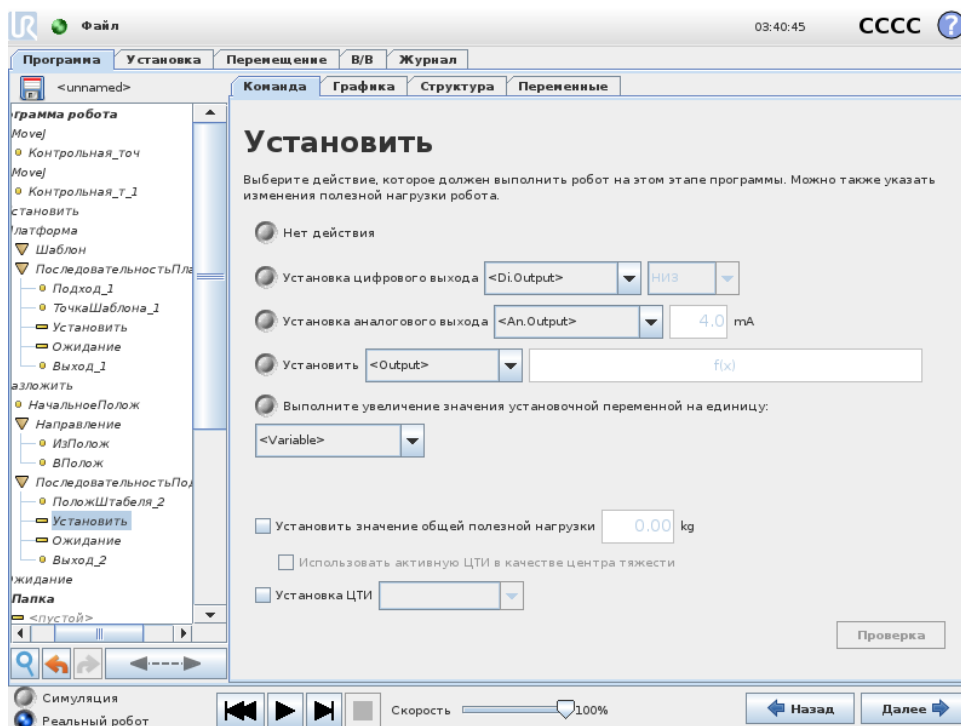 UR Файл 03:40:45 CCCC ?
Программа Установка Перемещение В/В Журнал
<unnamed>
Команда Графика Структура Переменные
ограмма робота
MoveJ
Контрольная_точ
MoveJ
Контрольная_т_1
становить
Платформа
Шаблон
ПоследовательностьПла
Подход_1
ТочкаШаблона_1
Установить
Ожидание
Выход_1
азложить
НачальноеПолож
Направление
ИзПолож
ВПолож
ПоследовательностьПод
ПоложШтабеля_2
Установить
Ожидание
Выход_2
жидание
Папка
<пустой>
Установить
Выберите действие, которое должен выполнить робот на этом этапе программы. Можно также указать
изменения полезной нагрузки робота.
Нет действия
Установка цифрового выхода <Di.Output> НИЗ
Установка аналогового выхода <An.Output> 4.0 mA
Установить <Output> f(x)
Выполните увеличение значения установочной переменной на единицу:
<Variable>
Установить значение общей полезной нагрузки 0.00 kg
Использовать активную ЦТИ в качестве центра тяжести
Установка ЦТИ
Проверка
Симуляция
Реальный робот
Скорость 100%
Назад Далее